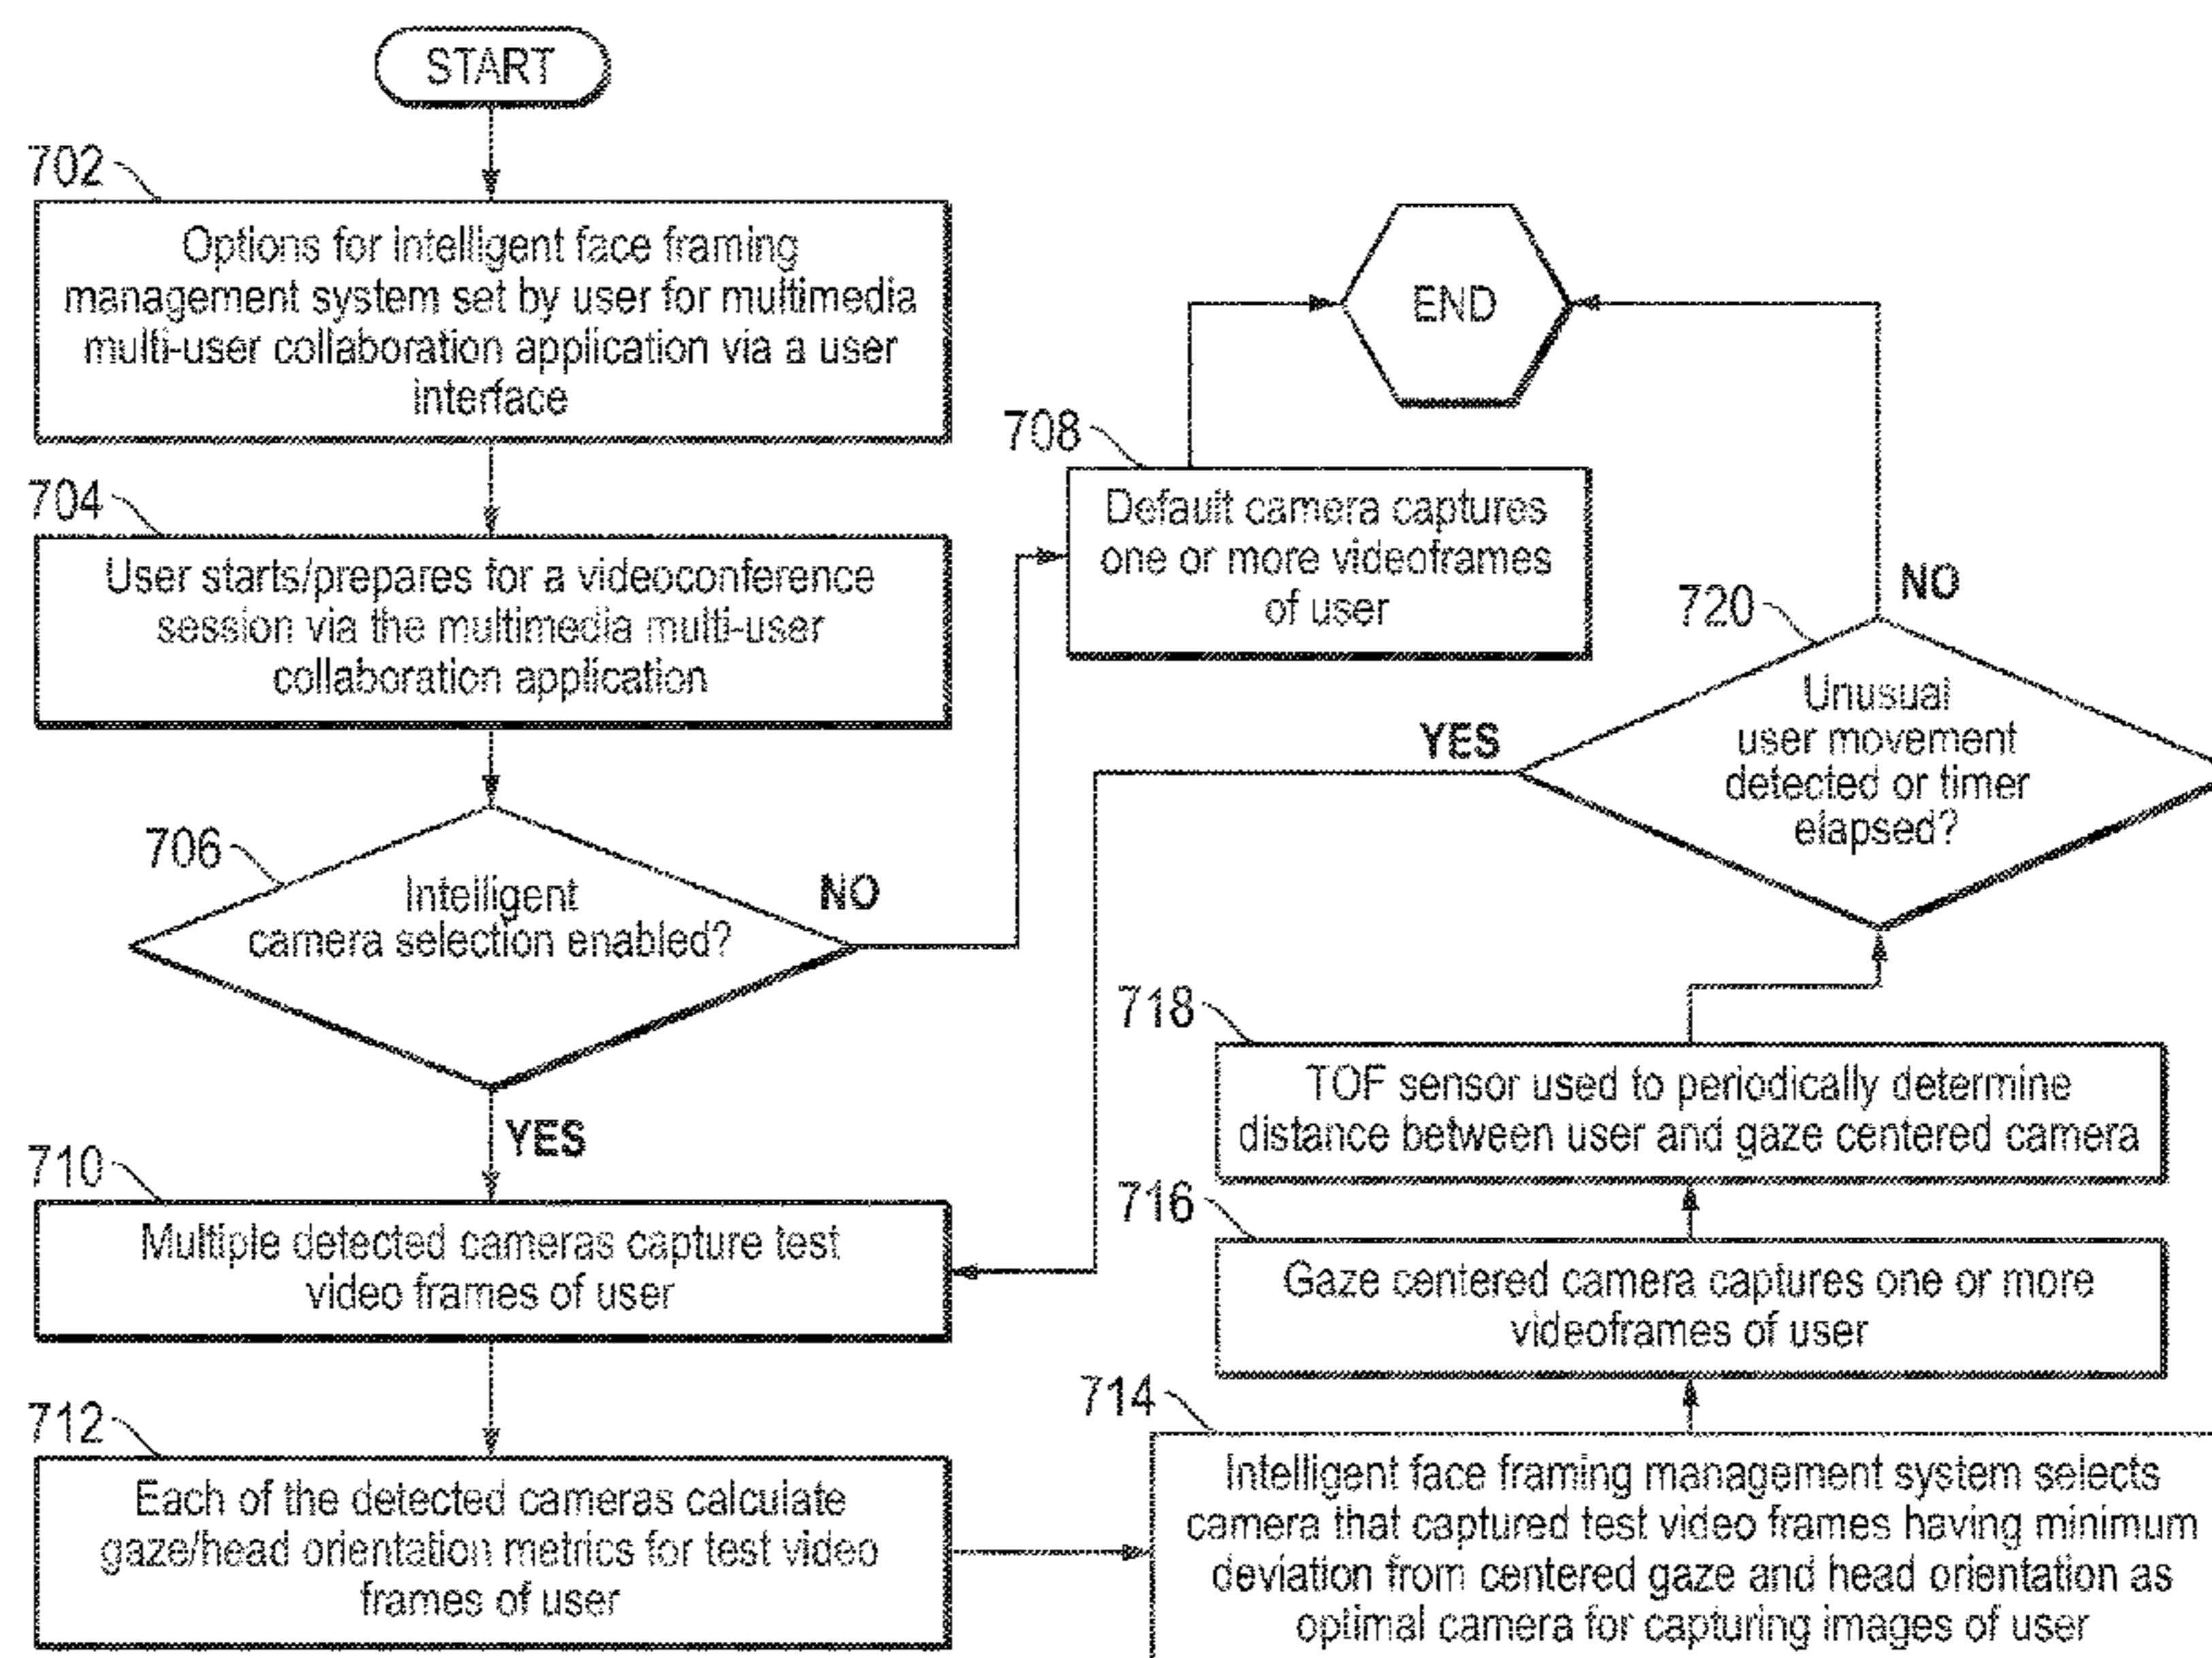 START
702
Options for intelligent face framing
management system set by user for multimedia
multi-user collaboration application via a user
interface
704
User starts/prepares for a videoconference
session via the multimedia multi-user
collaboration application
706
Intelligent
camera selection enabled?
NO
YES
708
Default camera captures
one or more videoframes
of user
END
710
Multiple detected cameras capture test
video frames of user
712
Each of the detected cameras calculate
gaze/head orientation metrics for test video
frames of user
714
Intelligent face framing management system selects
camera that captured test video frames having minimum
deviation from centered gaze and head orientation as
optimal camera for capturing images of user
716
Gaze centered camera captures one or more
videoframes of user
718
TOF sensor used to periodically determine
distance between user and gaze centered camera
720
Unusual
user movement
detected or timer
elapsed?
YES
NO